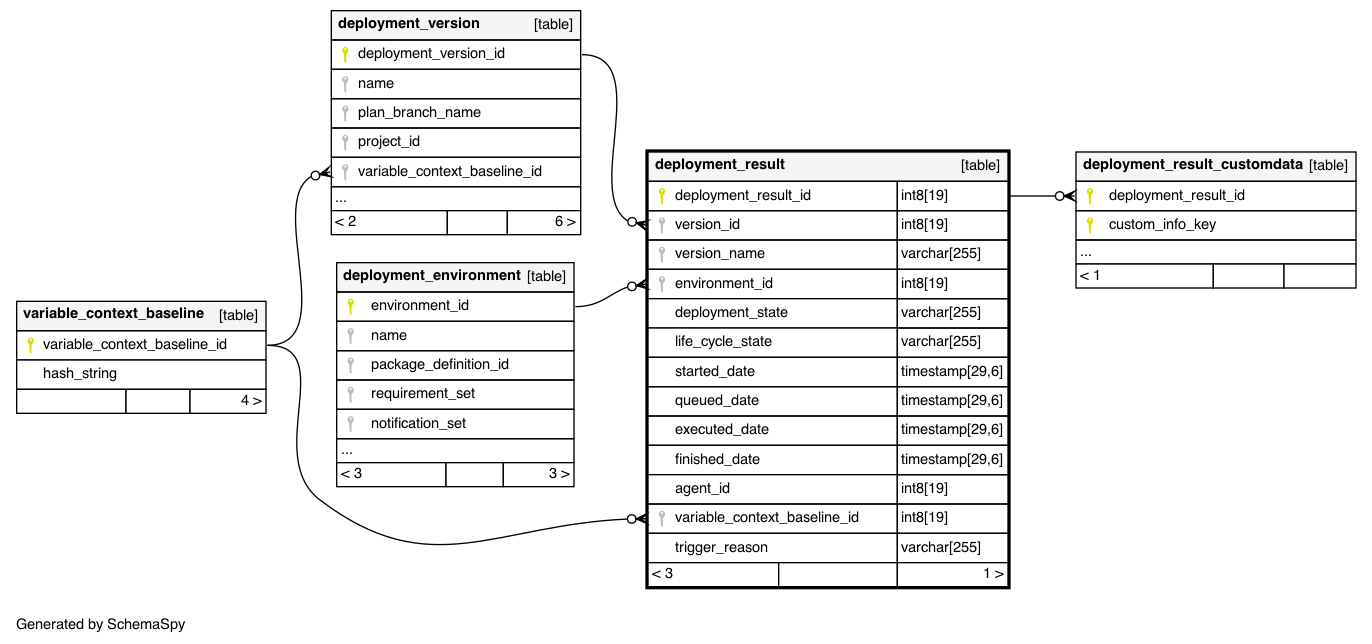 deployment_version [table]
deployment_version_id
name
plan_branch_name
project_id
variable_context_baseline_id
...
< 2 6 >
deployment_environment [table]
environment_id
name
package_definition_id
requirement_set
notification_set
...
< 3 3 >
variable_context_baseline [table]
variable_context_baseline_id
hash_string
4 >
deployment_result [table]
deployment_result_id int8[19]
version_id int8[19]
version_name varchar[255]
environment_id int8[19]
deployment_state varchar[255]
life_cycle_state varchar[255]
started_date timestamp[29,6]
queued_date timestamp[29,6]
executed_date timestamp[29,6]
finished_date timestamp[29,6]
agent_id int8[19]
variable_context_baseline_id int8[19]
trigger_reason varchar[255]
< 3 1 >
deployment_result_customdata [table]
deployment_result_id
custom_info_key
...
< 1
Generated by SchemaSpy